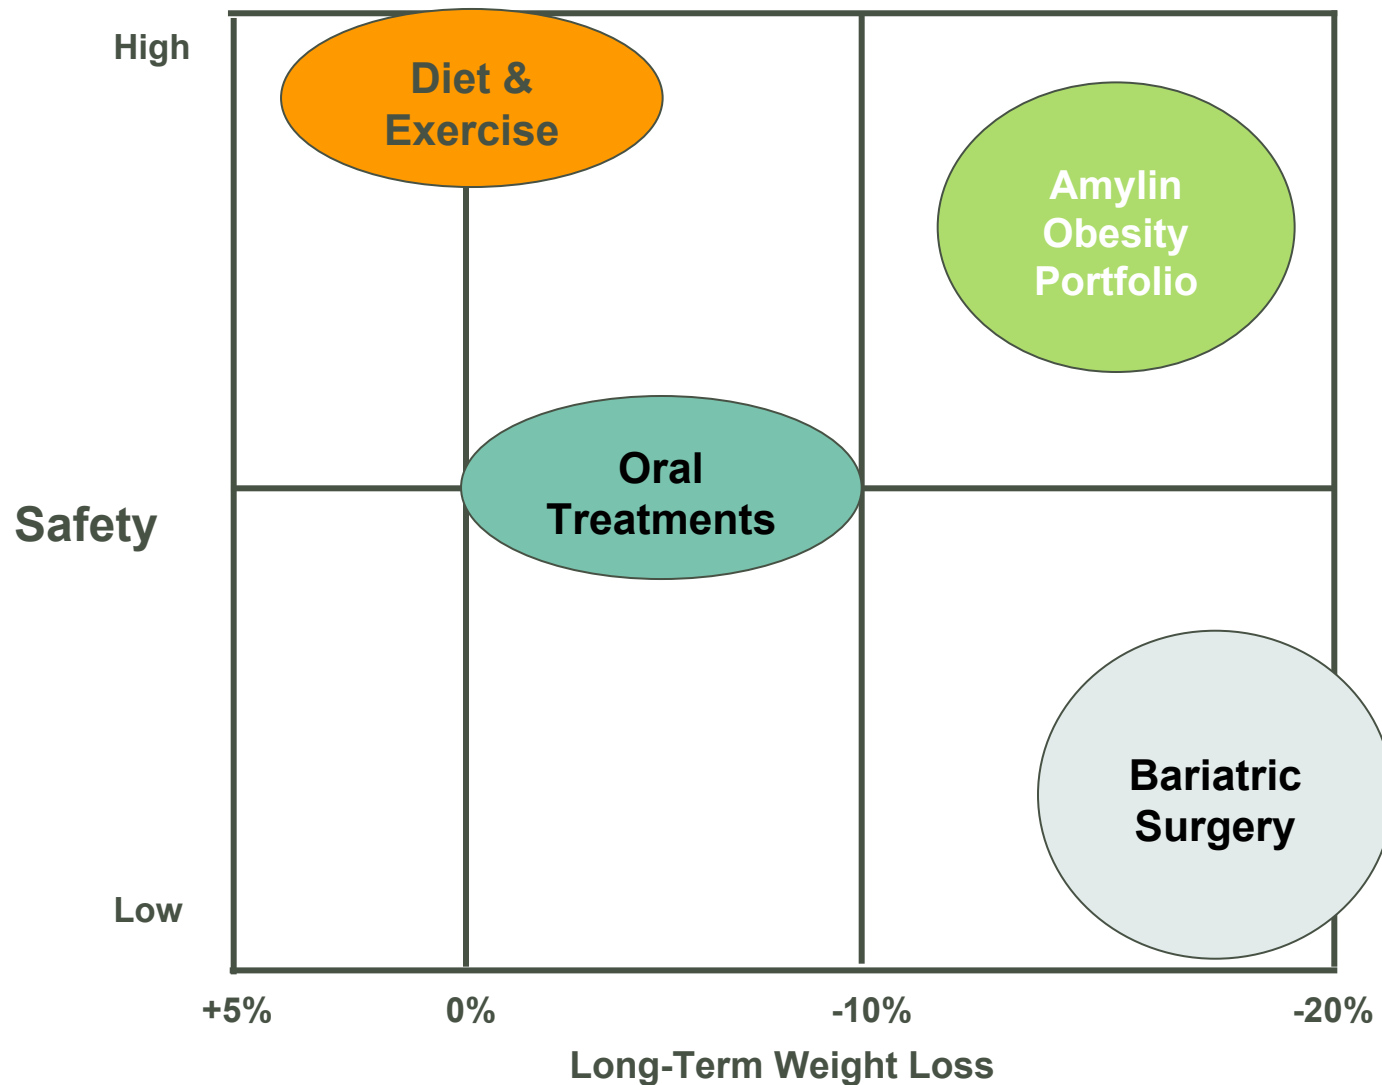 High
Diet &
Exercise
Amylin
Obesity
Portfolio
Oral
Treatments
Safety
Bariatric
Surgery
Low
+5%
0%
-10%
-20%
Long-Term Weight Loss